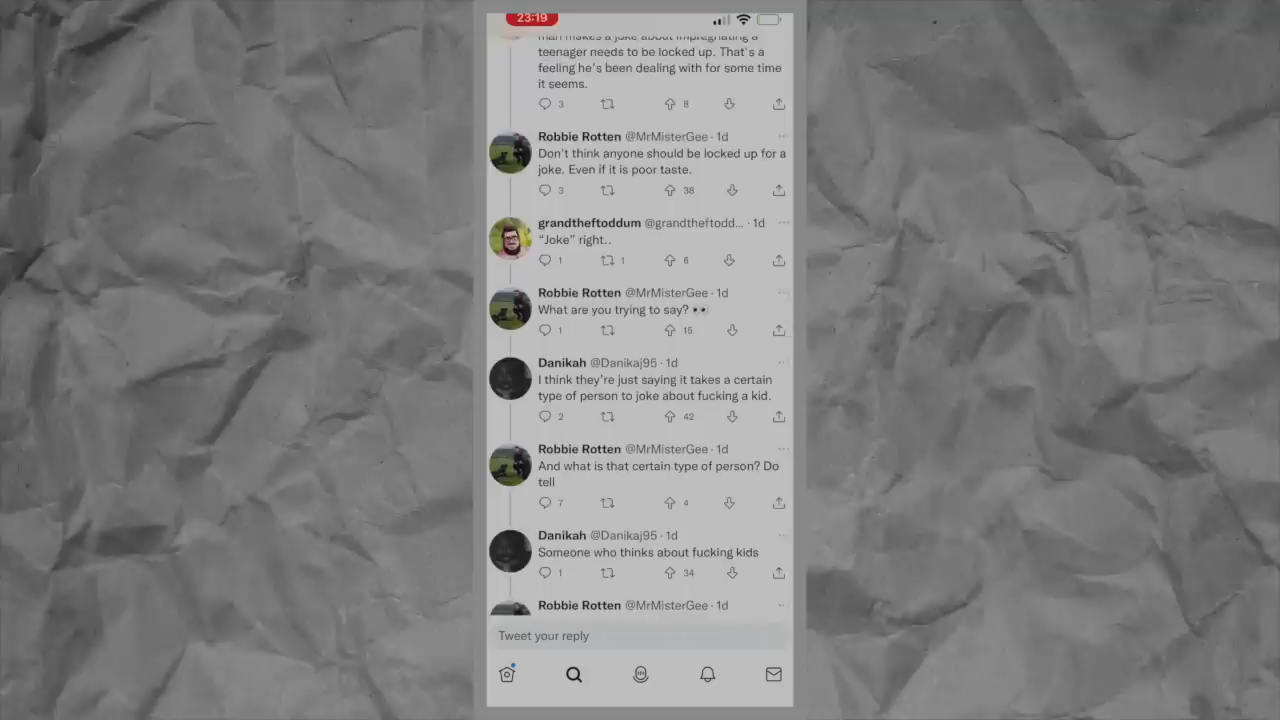 23:19
man makes a joke about impregnating a
teenager needs to be locked up. That's a
feeling he's been dealing with for some time
it seems.
3 8
Robbie Rotten @MrMisterGee · 1d
Don't think anyone should be locked up for a
joke. Even if it is poor taste.
3 38
grandtheftoddum @grandtheftodd... · 1d
“Joke” right..
1 1 6
Robbie Rotten @MrMisterGee · 1d
What are you trying to say? 👀
1 15
Danikah @Danikaj95 · 1d
I think they're just saying it takes a certain
type of person to joke about fucking a kid.
2 42
Robbie Rotten @MrMisterGee · 1d
And what is that certain type of person? Do
tell
7 4
Danikah @Danikaj95 · 1d
Someone who thinks about fucking kids
1 34
Robbie Rotten @MrMisterGee · 1d
Tweet your reply